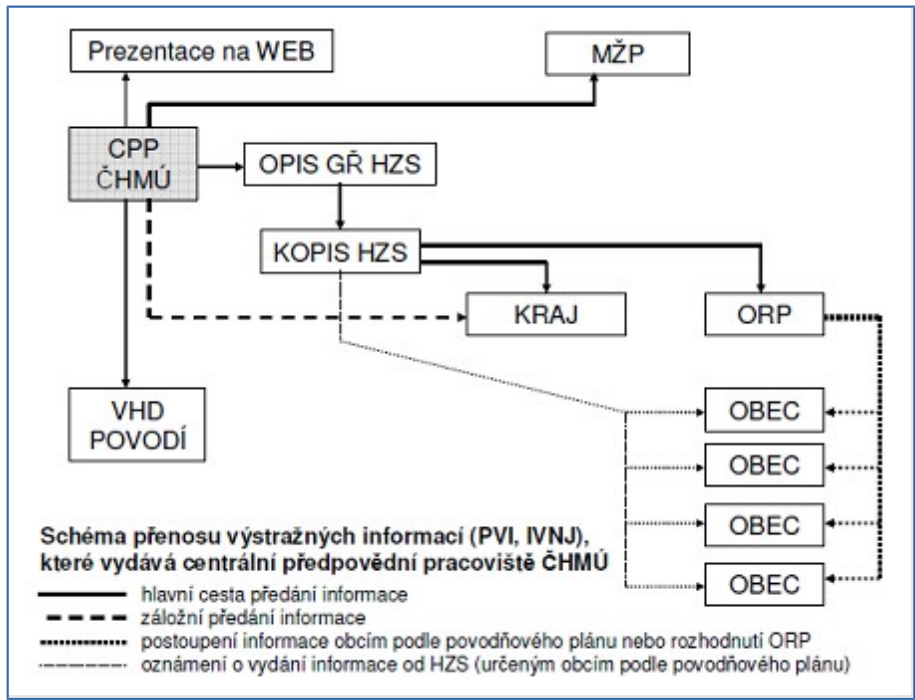 Prezentace na WEB
MŽP
CPP
ČHMÚ
OPIS GŘ HZS
KOPIS HZS
KRAJ
ORP
VHD
POVODÍ
OBEC
OBEC
OBEC
OBEC
Schéma přenosu výstražných informací (PVI, IVNJ),
které vydává centrální předpovědní pracoviště ČHMÚ
hlavní cesta předání informace
záložní předání informace
postoupení informace obcím podle povodňového plánu nebo rozhodnutí ORP
oznámení o vydání informace od HZS (určeným obcím podle povodňového plánu)